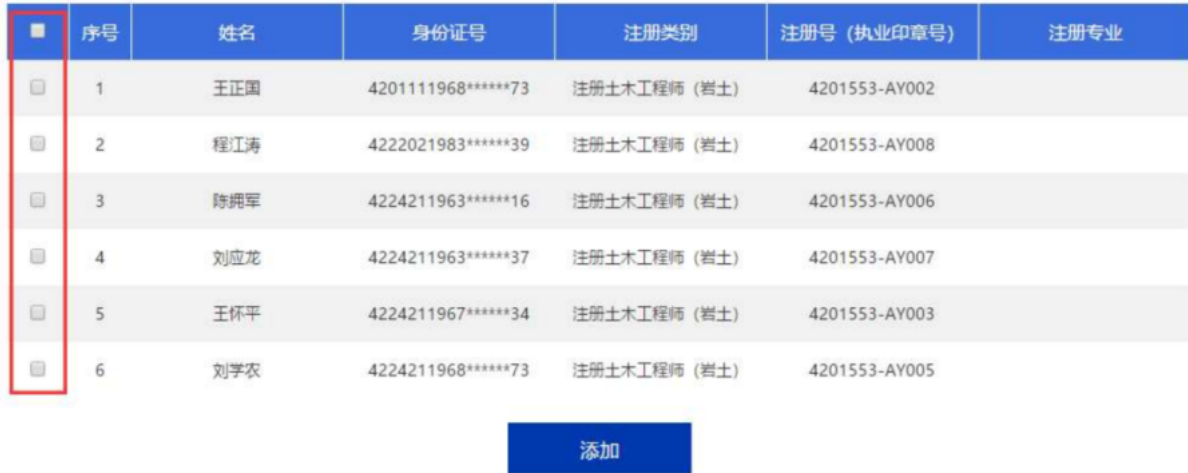 序号 姓名 身份证号 注册类别 注册号（执业印章号） 注册专业
1 王正国 4201111968******73 注册土木工程师（岩土） 4201553-AY002
2 程江涛 4222021983******39 注册土木工程师（岩土） 4201553-AY008
3 陈拥军 4224211963******16 注册土木工程师（岩土） 4201553-AY006
4 刘应龙 4224211963******37 注册土木工程师（岩土） 4201553-AY007
5 王怀平 4224211967******34 注册土木工程师（岩土） 4201553-AY003
6 刘学农 4224211968******73 注册土木工程师（岩土） 4201553-AY005
添加